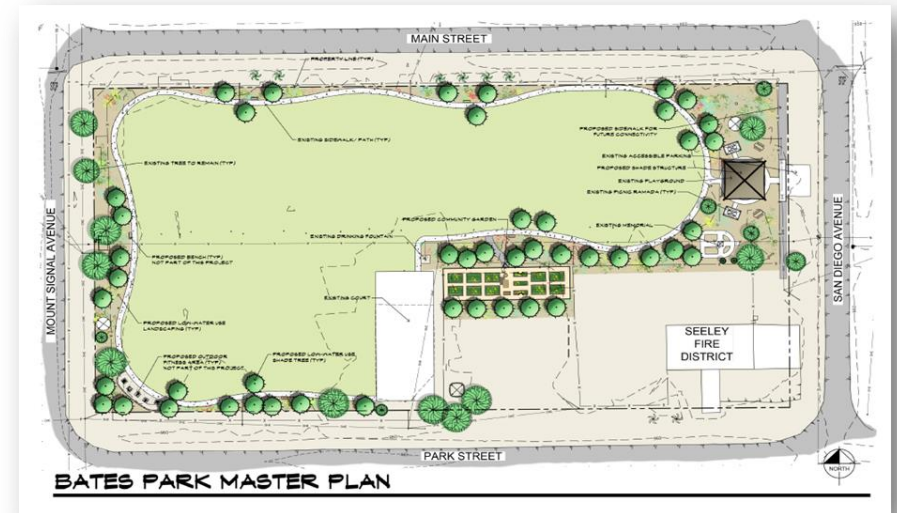 MAIN STREET
PROPERTY LINE (TYP.)
EXISTING SIDEWALK/ PATH (TYP.)
PROPOSED SIDEWALK FOR
FUTURE CONNECTIVITY
EXISTING TREE TO REMAIN (TYP.)
EXISTING ACCESSIBLE PARKING
PROPOSED SHADE STRUCTURE
EXISTING PLAYGROUND
EXISTING PICNIC RAMADA (TYP.)
PROPOSED COMMUNITY GARDEN
EXISTING MEMORIAL
EXISTING DRINKING FOUNTAIN
MOUNT SIGNAL AVENUE
SAN DIEGO AVENUE
PROPOSED BENCH (TYP.)
NOT PART OF THIS PROJECT
EXISTING COURT
PROPOSED LOW-WATER USE
LANDSCAPING (TYP.)
SEELEY
FIRE
DISTRICT
PROPOSED OUTDOOR
FITNESS AREA (TYP.)
NOT PART OF THIS PROJECT
PROPOSED LOW-WATER USE
SHADE TREE (TYP.)
PARK STREET
NORTH
BATES PARK MASTER PLAN